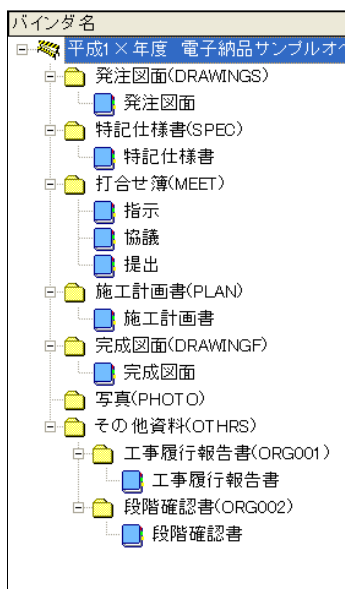 バインダ名
平成1×年度 電子納品サンプルオペ
発注図面(DRAWINGS)
発注図面
特記仕様書(SPEC)
特記仕様書
打合せ簿(MEET)
指示
協議
提出
施工計画書(PLAN)
施工計画書
完成図面(DRAWINGF)
完成図面
写真(PHOTO)
その他資料(OTHRS)
工事履行報告書(ORG001)
工事履行報告書
段階確認書(ORG002)
段階確認書